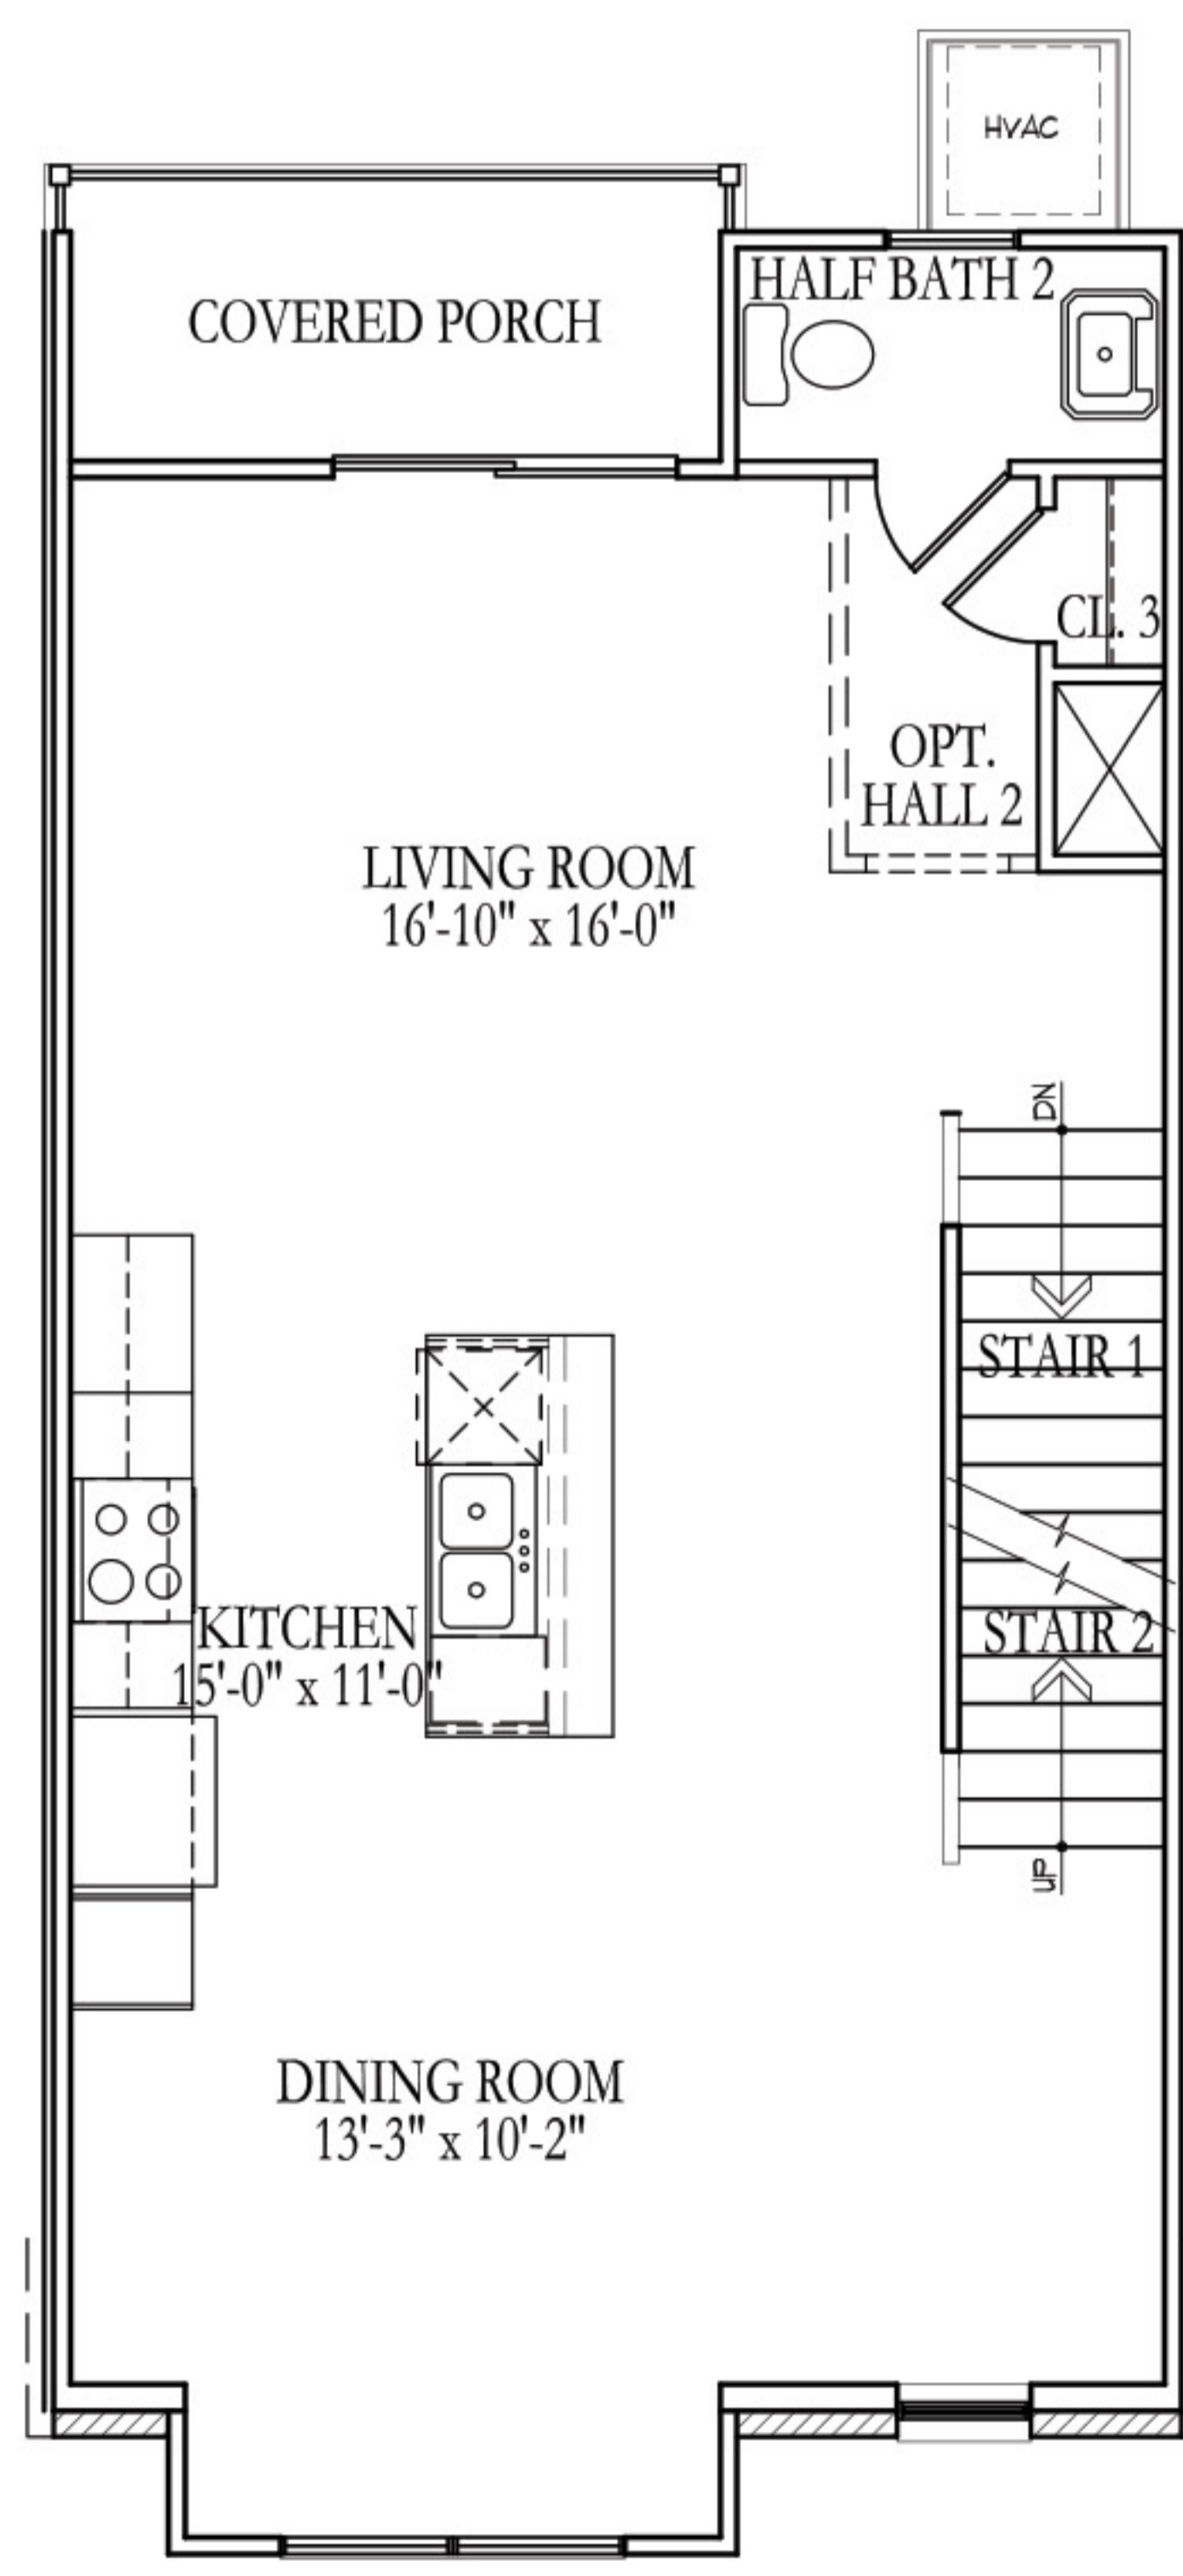 HVAC
HALF BATH 2
COVERED PORCH
CL. 3
OPT.
HALL 2
LIVING ROOM
16'-10" x 16'-0"
DN
STAIR 1
STAIR 2
KITCHEN
15'-0" x 11'-0"
UP
DINING ROOM
13'-3" x 10'-2"